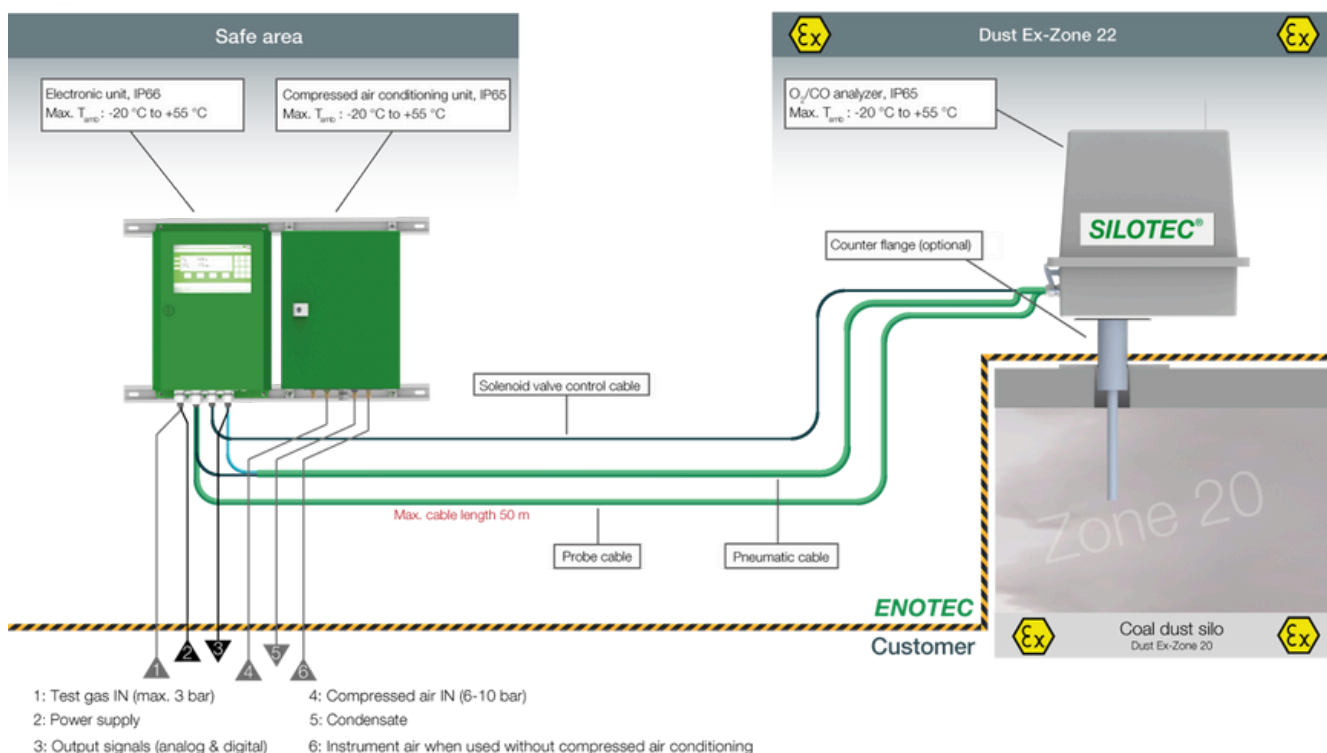 Safe area
Electronic unit, IP66
Max. Tamb : -20 °C to +55 °C
Compressed air conditioning unit, IP65
Max. Tamb : -20 °C to +55 °C
Ex
Dust Ex-Zone 22
Ex
O2/CO analyzer, IP65
Max. Tamb : -20 °C to +55 °C
SILOTEC®
Counter flange (optional)
Solenoid valve control cable
Max. cable length 50 m
Probe cable
Pneumatic cable
Zone 20
ENOTEC
Customer
Ex
Coal dust silo
Dust Ex-Zone 20
Ex
1
2
3
4
5
6
1: Test gas IN (max. 3 bar)
2: Power supply
3: Output signals (analog & digital)
4: Compressed air IN (6-10 bar)
5: Condensate
6: Instrument air when used without compressed air conditioning